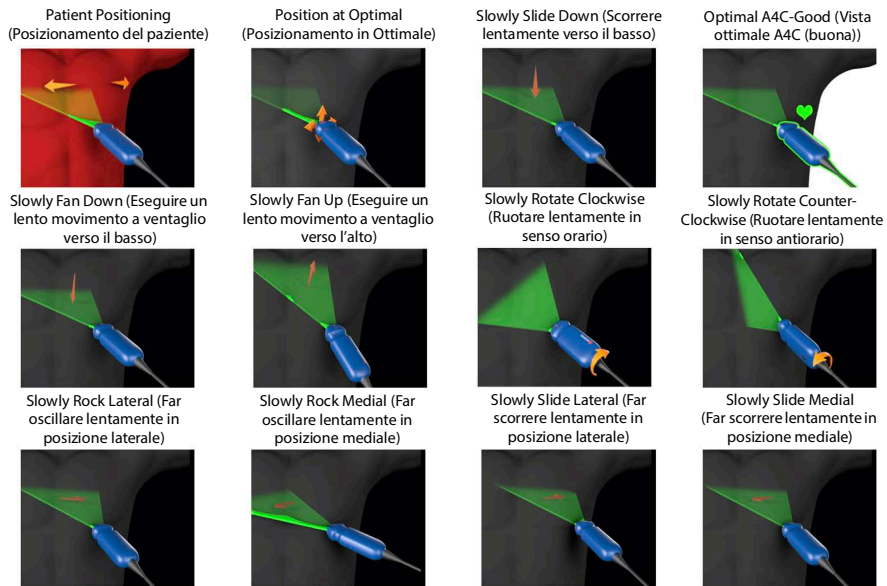 Patient Positioning
(Posizionamento del paziente)
Position at Optimal
(Posizionamento in Ottimale)
Slowly Slide Down (Scorrere
lentamente verso il basso)
Optimal A4C-Good (Vista
ottimale A4C (buona))
Slowly Fan Down (Eseguire un
lento movimento a ventaglio
verso il basso)
Slowly Fan Up (Eseguire un
lento movimento a ventaglio
verso l'alto)
Slowly Rotate Clockwise
(Ruotare lentamente in
senso orario)
Slowly Rotate Counter-
Clockwise (Ruotare lentamente
in senso antiorario)
Slowly Rock Lateral (Far
oscillare lentamente in
posizione laterale)
Slowly Rock Medial (Far
oscillare lentamente in
posizione mediale)
Slowly Slide Lateral (Far
scorrere lentamente in
posizione laterale)
Slowly Slide Medial
(Far scorrere lentamente in
posizione mediale)